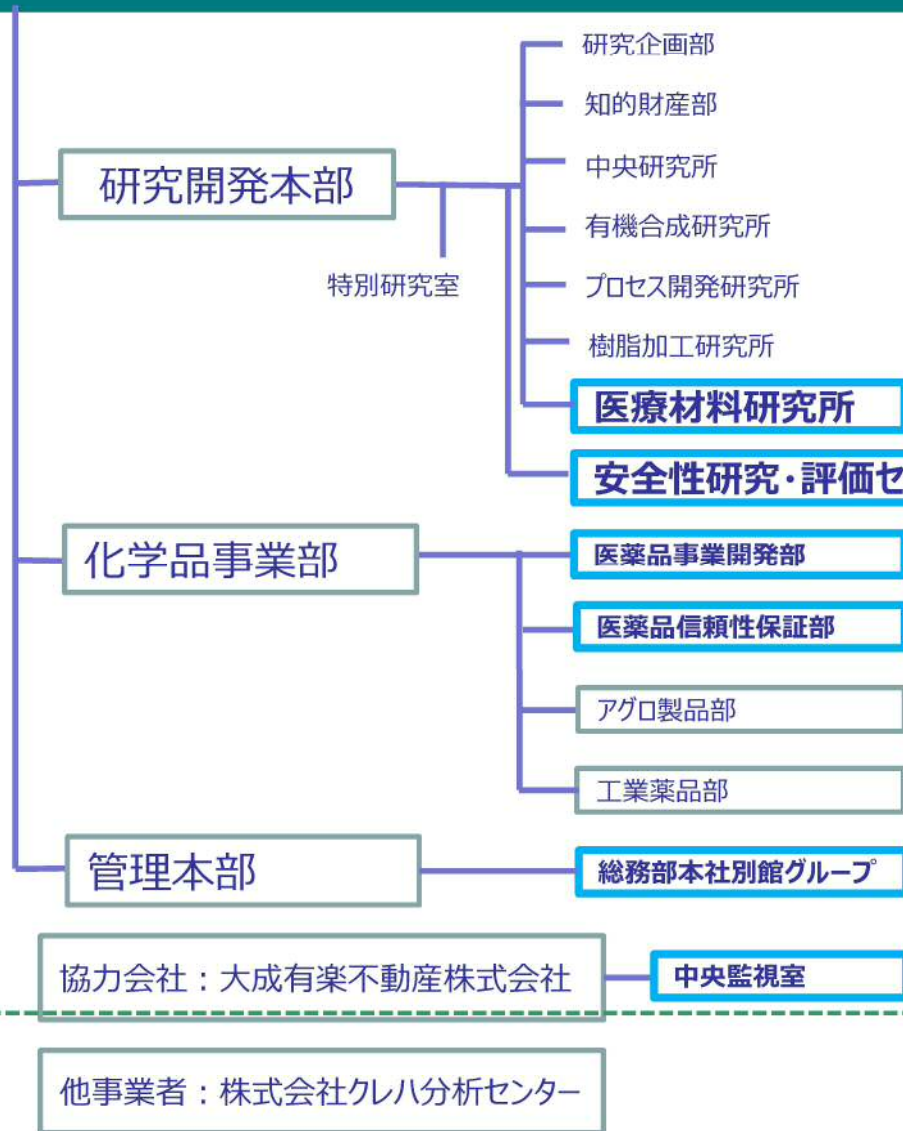 研究企画部
知的財産部
中央研究所
研究開発本部
有機合成研究所
特別研究室
プロセス開発研究所
樹脂加工研究所
医療材料研究所
安全性研究・評価セ
化学品事業部
医薬品事業開発部
医薬品信頼性保証部
アグロ製品部
工業薬品部
管理本部
総務部本社別館グループ
協力会社：大成有楽不動産株式会社
中央監視室
他事業者：株式会社クレハ分析センター